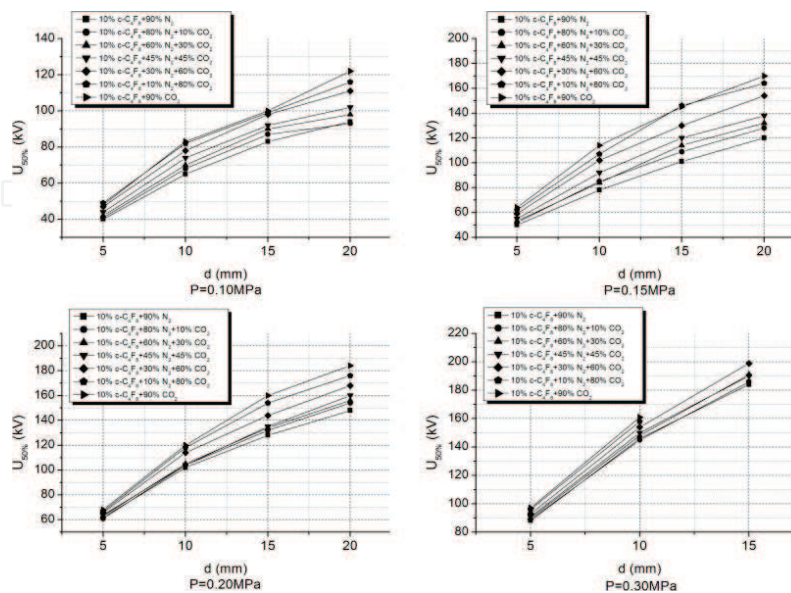 10% c-C₄F₈+90% N₂
10% c-C₄F₈+80% N₂+10% CO₂
10% c-C₄F₈+60% N₂+30% CO₂
10% c-C₄F₈+45% N₂+45% CO₂
10% c-C₄F₈+30% N₂+60% CO₂
10% c-C₄F₈+10% N₂+80% CO₂
10% c-C₄F₈+90% CO₂
140
120
100
80
60
40
U₅₀% (kV)
5 10 15 20
d (mm)
P=0.10MPa
10% c-C₄F₈+90% N₂
10% c-C₄F₈+80% N₂+10% CO₂
10% c-C₄F₈+60% N₂+30% CO₂
10% c-C₄F₈+45% N₂+45% CO₂
10% c-C₄F₈+30% N₂+60% CO₂
10% c-C₄F₈+10% N₂+80% CO₂
10% c-C₄F₈+90% CO₂
200
180
160
140
120
100
80
60
40
U₅₀% (kV)
5 10 15 20
d (mm)
P=0.15MPa
10% c-C₄F₈+90% N₂
10% c-C₄F₈+80% N₂+10% CO₂
10% c-C₄F₈+60% N₂+30% CO₂
10% c-C₄F₈+45% N₂+45% CO₂
10% c-C₄F₈+30% N₂+60% CO₂
10% c-C₄F₈+10% N₂+80% CO₂
10% c-C₄F₈+90% CO₂
200
180
160
140
120
100
80
60
U₅₀% (kV)
5 10 15 20
d (mm)
P=0.20MPa
10% c-C₄F₈+90% N₂
10% c-C₄F₈+80% N₂+10% CO₂
10% c-C₄F₈+60% N₂+30% CO₂
10% c-C₄F₈+45% N₂+45% CO₂
10% c-C₄F₈+30% N₂+60% CO₂
10% c-C₄F₈+10% N₂+80% CO₂
10% c-C₄F₈+90% CO₂
220
200
180
160
140
120
100
80
U₅₀% (kV)
5 10 15
d (mm)
P=0.30MPa